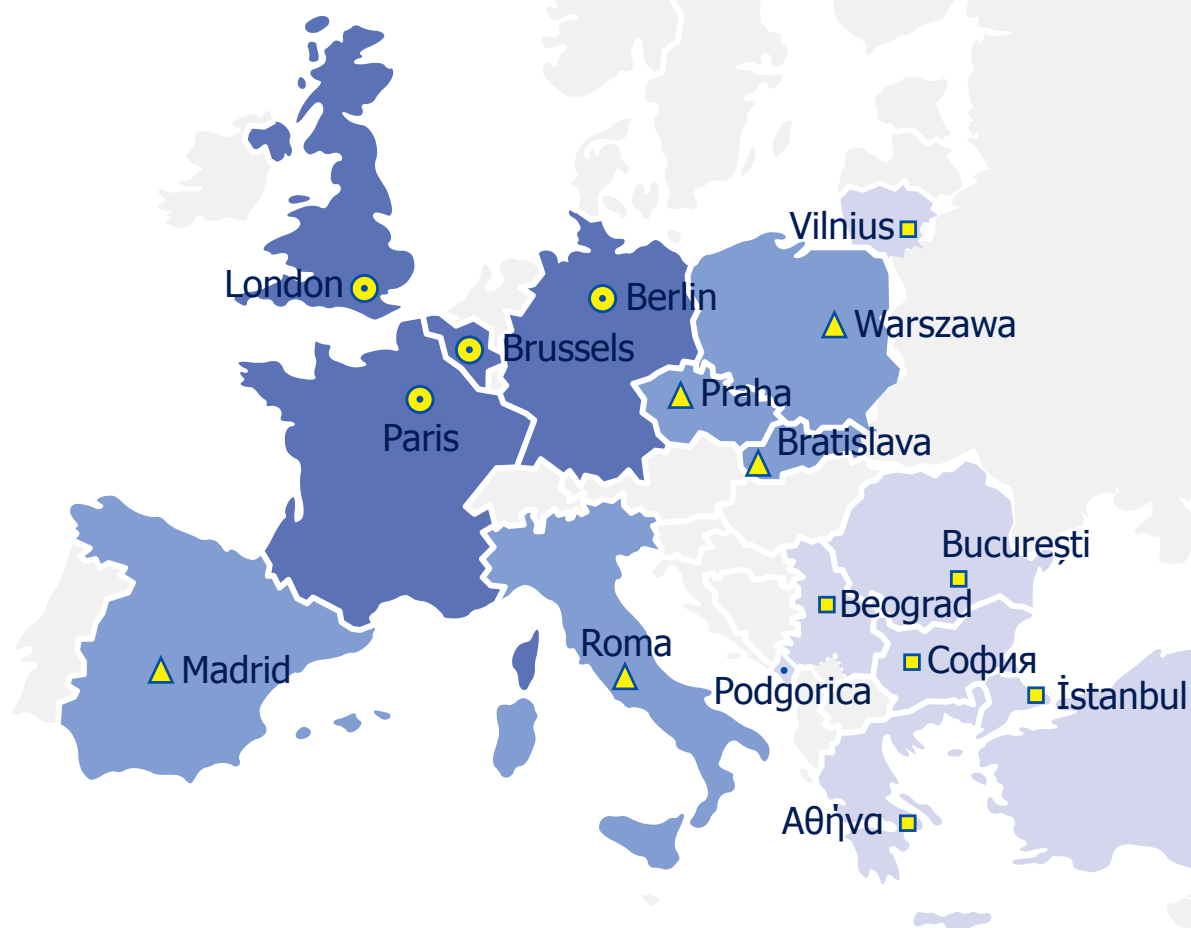 Vilnius
London
Berlin
Warszawa
Brussels
Praha
Paris
Bratislava
București
Beograd
Roma
София
Madrid
Podgorica
İstanbul
Αθήνα